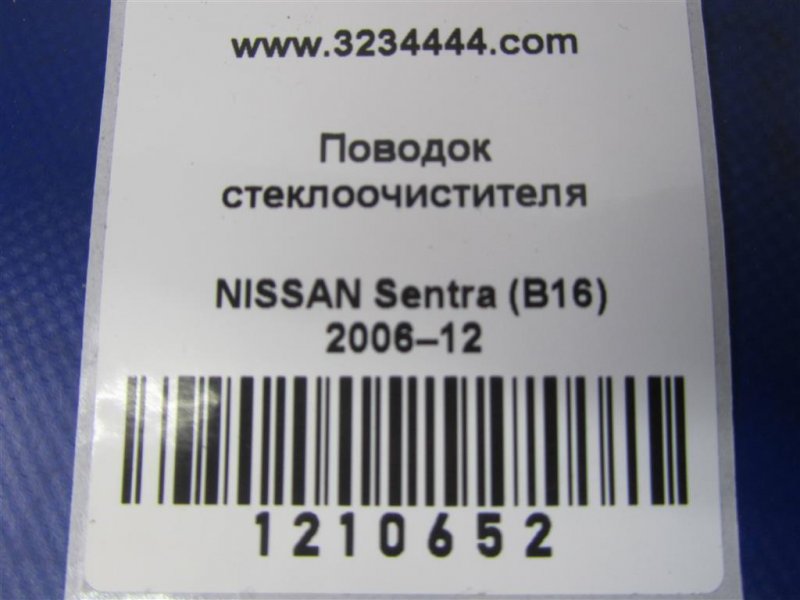 www.3234444.com
Поводок
стеклоочистителя
NISSAN Sentra (B16)
2006–12
1210652